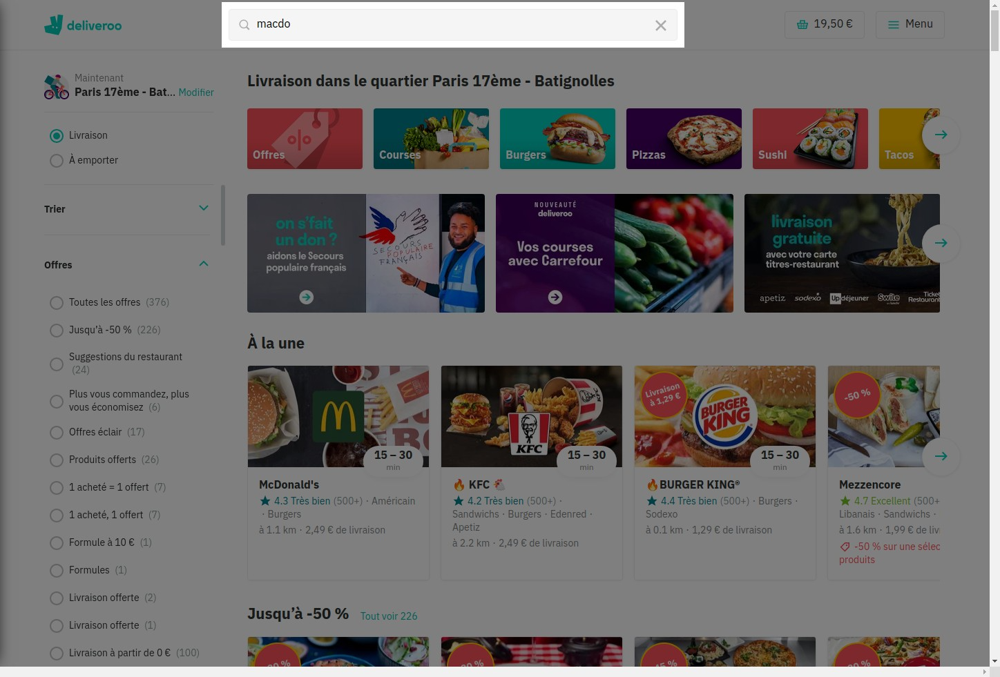 deliveroo
macdo
19,50 €
Menu
Maintenant
Paris 17ème - Bat... Modifier
Livraison
À emporter
Trier
Offres
Toutes les offres (376)
Jusqu’à -50 % (226)
Suggestions du restaurant
(24)
Plus vous commandez, plus
vous économisez (6)
Offres éclair (17)
Produits offerts (26)
1 acheté = 1 offert (7)
1 acheté, 1 offert (7)
Formule à 10 € (1)
Formules (1)
Livraison offerte (2)
Livraison offerte (1)
Livraison à partir de 0 € (100)
Livraison dans le quartier Paris 17ème - Batignolles
Offres
Courses
Burgers
Pizzas
Sushi
Tacos
on s'fait
un don ?
aidons le Secours
populaire français
SECOURS
POPULAIRE
FRANÇAIS
NOUVEAUTÉ
deliveroo
Vos courses
avec Carrefour
livraison
gratuite
avec votre carte
titres-restaurant
apetiz sodexo Up déjeuner Swile Ticket Restaurant
À la une
15 – 30
min
McDonald's
4.3 Très bien (500+) · Américain
· Burgers
à 1.1 km · 2,49 € de livraison
KFC
15 – 30
min
🔥 KFC 🐔
4.2 Très bien (500+) ·
Sandwichs · Burgers · Edenred ·
Apetiz
à 2.2 km · 2,49 € de livraison
Livraison
à 1,29 €
BURGER
KING
15 – 30
min
🔥BURGER KING®
4.4 Très bien (500+) · Burgers ·
Sodexo
à 0.1 km · 1,29 € de livraison
-50 %
Mezzencore
4.7 Excellent (500+
Libanais · Sandwichs ·
à 1.6 km · 1,99 € de livr
-50 % sur une sélec
produits
Jusqu’à -50 % Tout voir 226